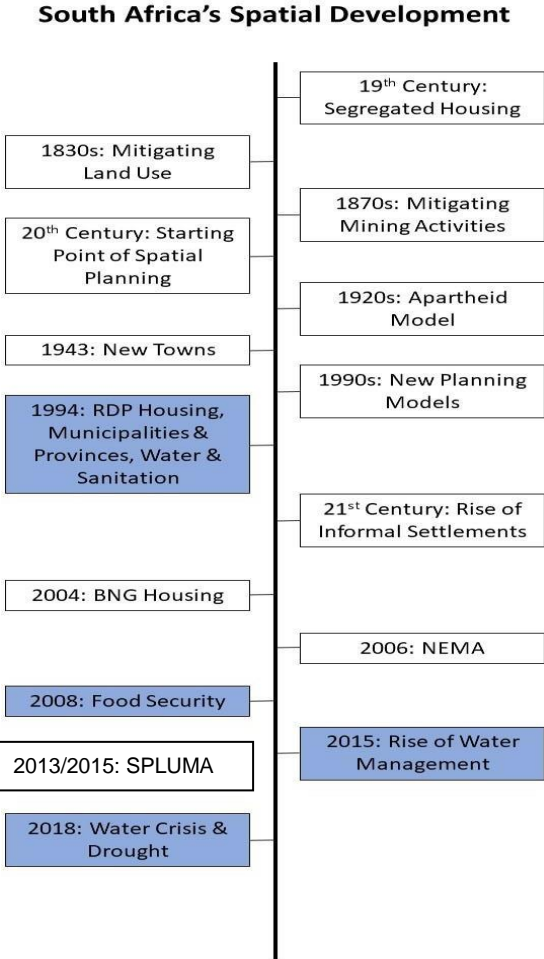 South Africa's Spatial Development
19th Century:
Segregated Housing
1830s: Mitigating
Land Use
1870s: Mitigating
Mining Activities
20th Century: Starting
Point of Spatial
Planning
1920s: Apartheid
Model
1943: New Towns
1990s: New Planning
Models
1994: RDP Housing,
Municipalities &
Provinces, Water &
Sanitation
21st Century: Rise of
Informal Settlements
2004: BNG Housing
2006: NEMA
2008: Food Security
2015: Rise of Water
Management
2013/2015: SPLUMA
2018: Water Crisis &
Drought